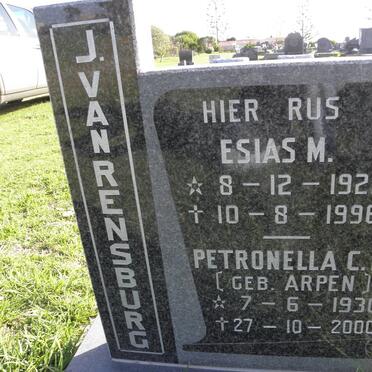 J. VAN RENSBURG
HIER RUS
ESIAS M.
☆ 8 – 12 – 192
✝ 10 – 8 – 1998
PETRONELLA C.
[GEB. ARPEN]
☆ 7 – 6 – 1930
✝ 27 – 10 – 2000